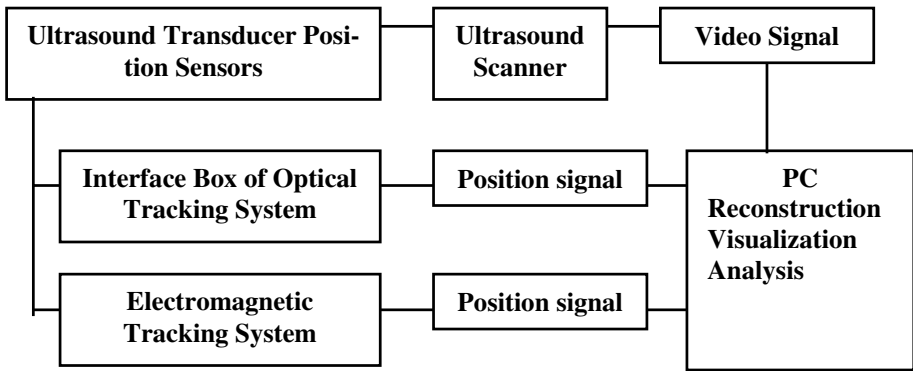 Ultrasound Transducer Posi-
tion Sensors
Ultrasound
Scanner
Video Signal
Interface Box of Optical
Tracking System
Position signal
PC
Reconstruction
Visualization
Analysis
Electromagnetic
Tracking System
Position signal